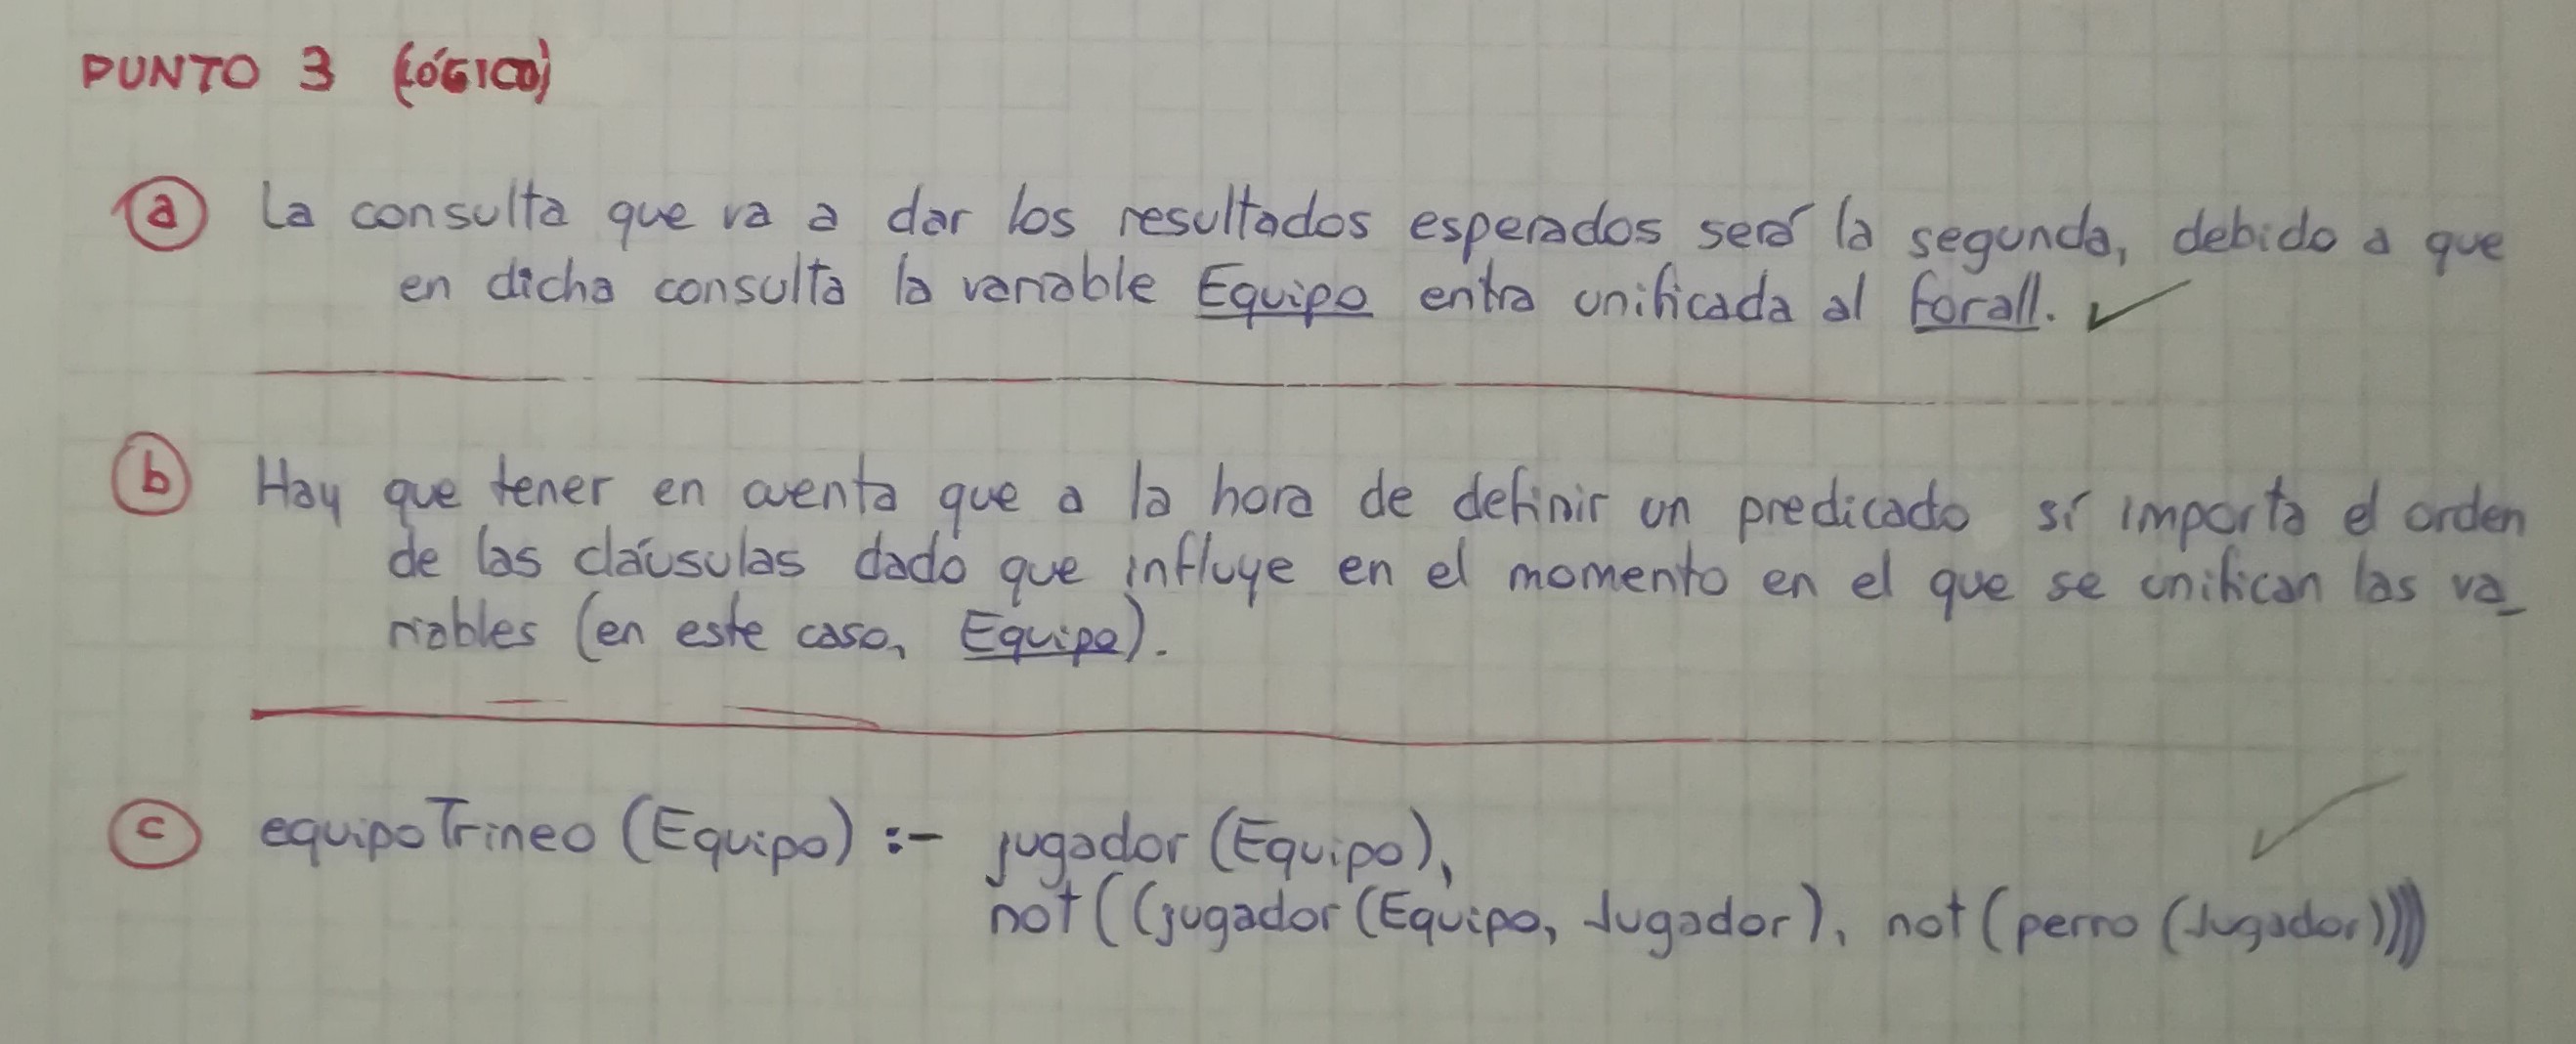 PUNTO 3 (LÓGICO)
a La consulta que va a dar los resultados esperados será la segunda, debido a que
en dicha consulta la variable Equipo entra unificada al forall.
b Hay que tener en cuenta que a la hora de definir un predicado sí importa el orden
de las cláusulas dado que influye en el momento en el que se unifican las va_
riables (en este caso, Equipo).
c equipoTrineo (Equipo) :- jugador (Equipo),
not((jugador (Equipo, Jugador), not (perro (Jugador))))